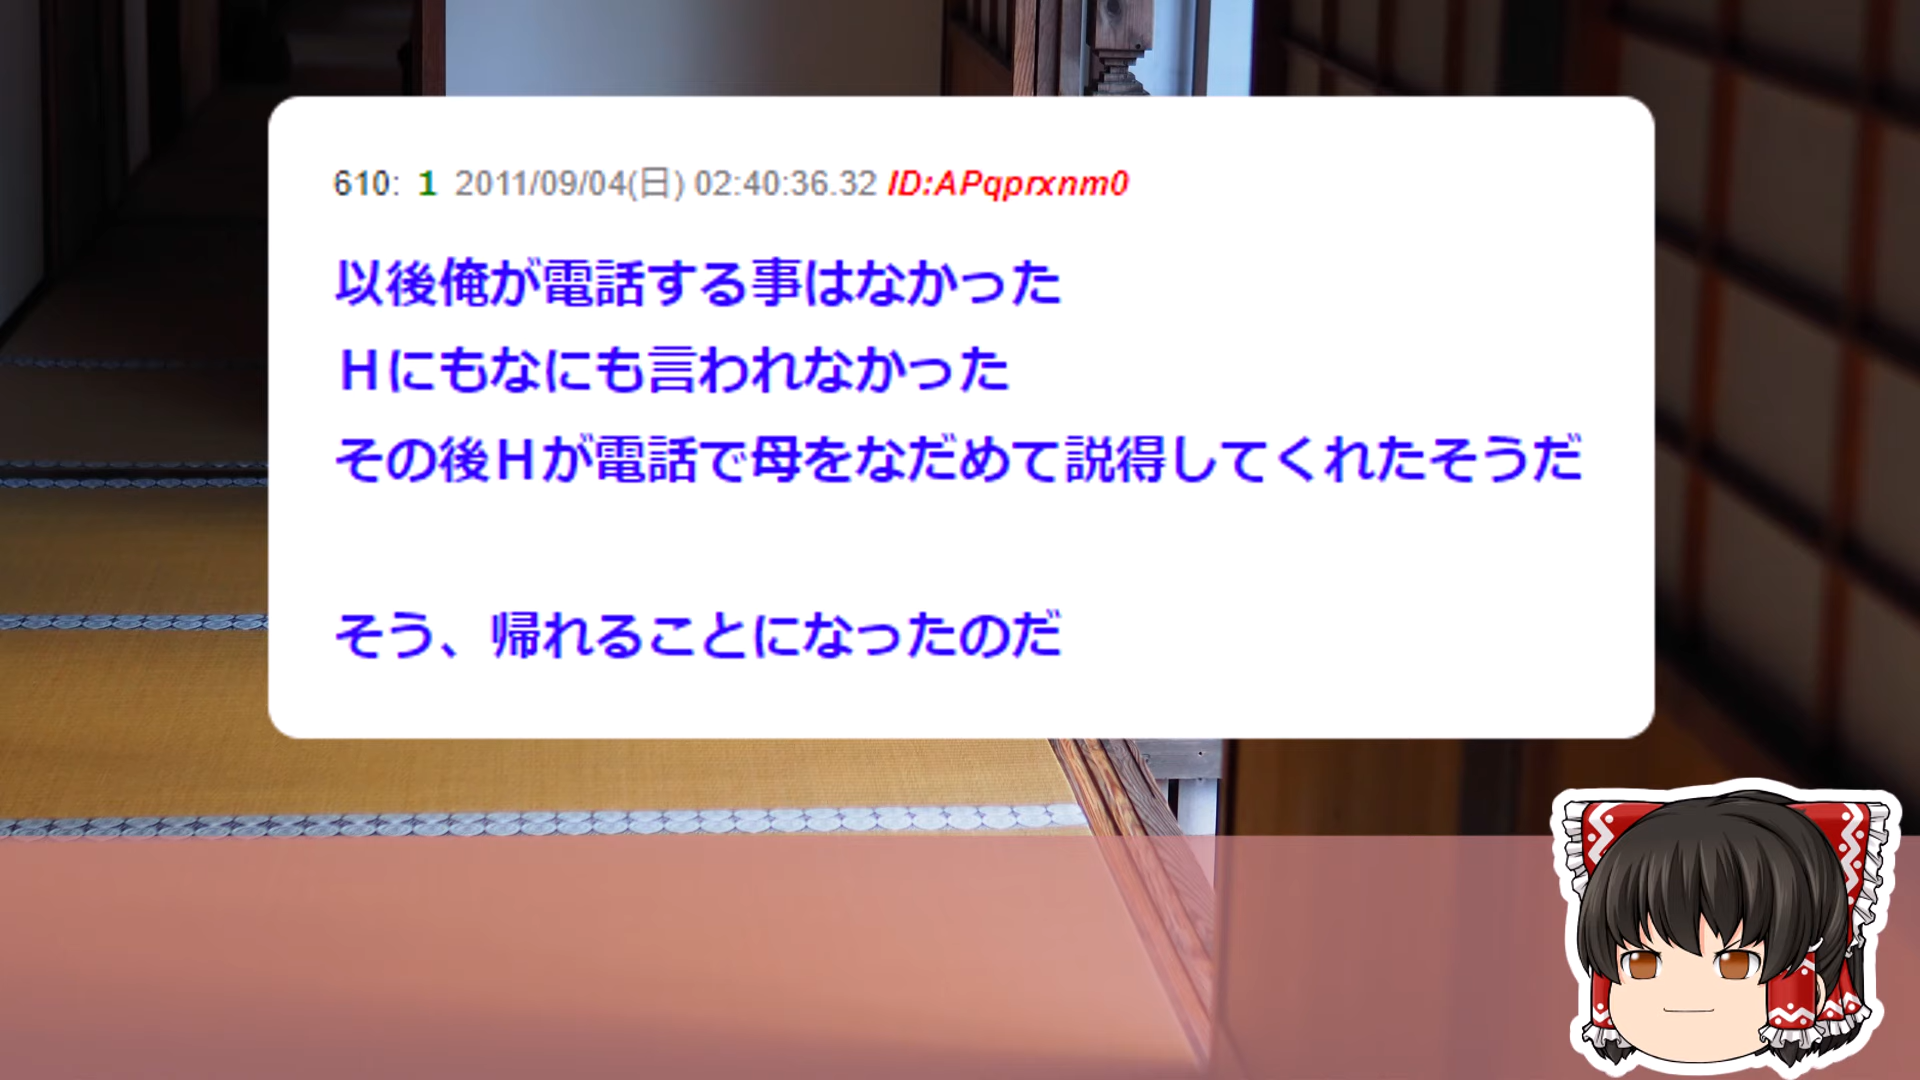 610: 1 2011/09/04(日) 02:40:36.32 ID:APqprxnm0
以後俺が電話する事はなかった
Hにもなにも言われなかった
その後Hが電話で母をなだめて説得してくれたそうだ
そう、帰れることになったのだ